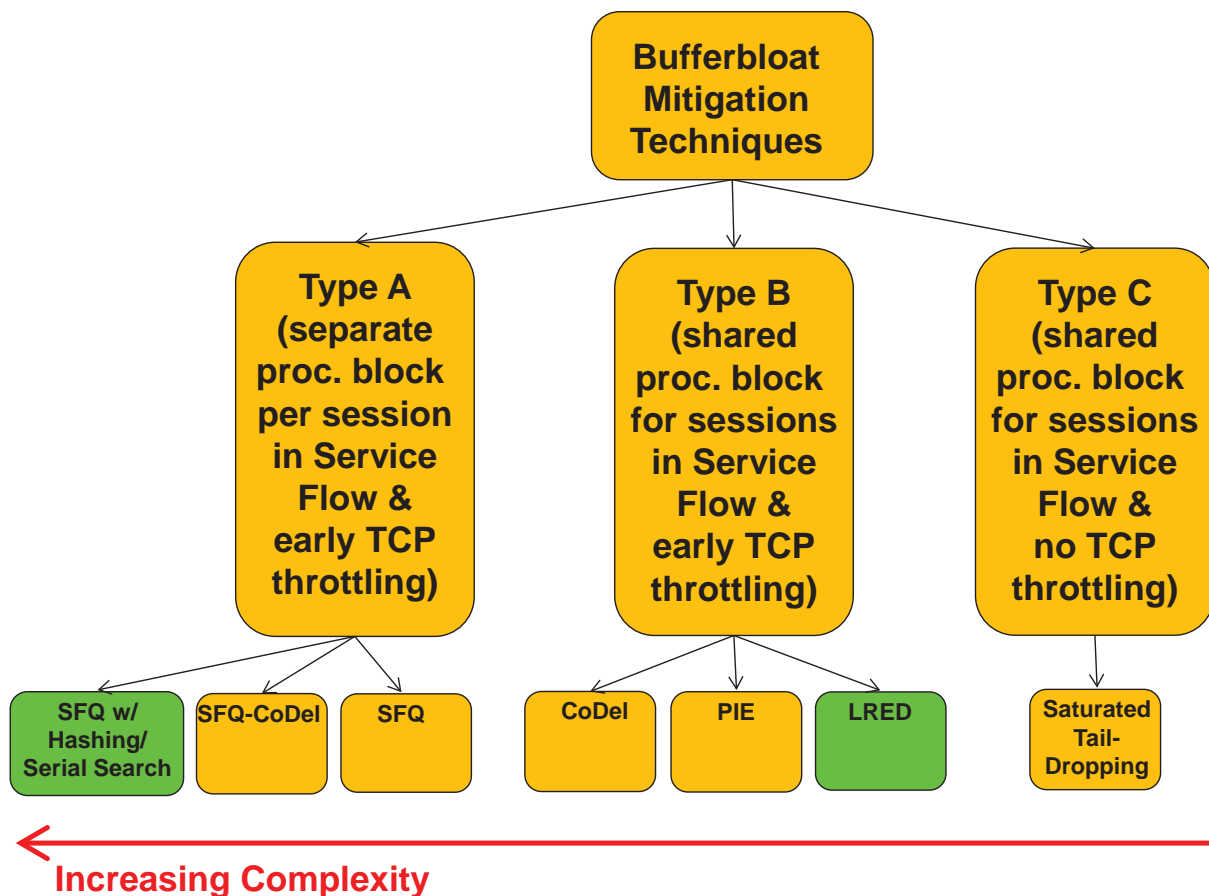 Bufferbloat
Mitigation
Techniques
Type A
(separate
proc. block
per session
in Service
Flow &
early TCP
throttling)
Type B
(shared
proc. block
for sessions
in Service
Flow &
early TCP
throttling)
Type C
(shared
proc. block
for sessions
in Service
Flow &
no TCP
throttling)
SFQ w/
Hashing/
Serial Search
SFQ-CoDel
SFQ
CoDel
PIE
LRED
Saturated
Tail-
Dropping
Increasing Complexity